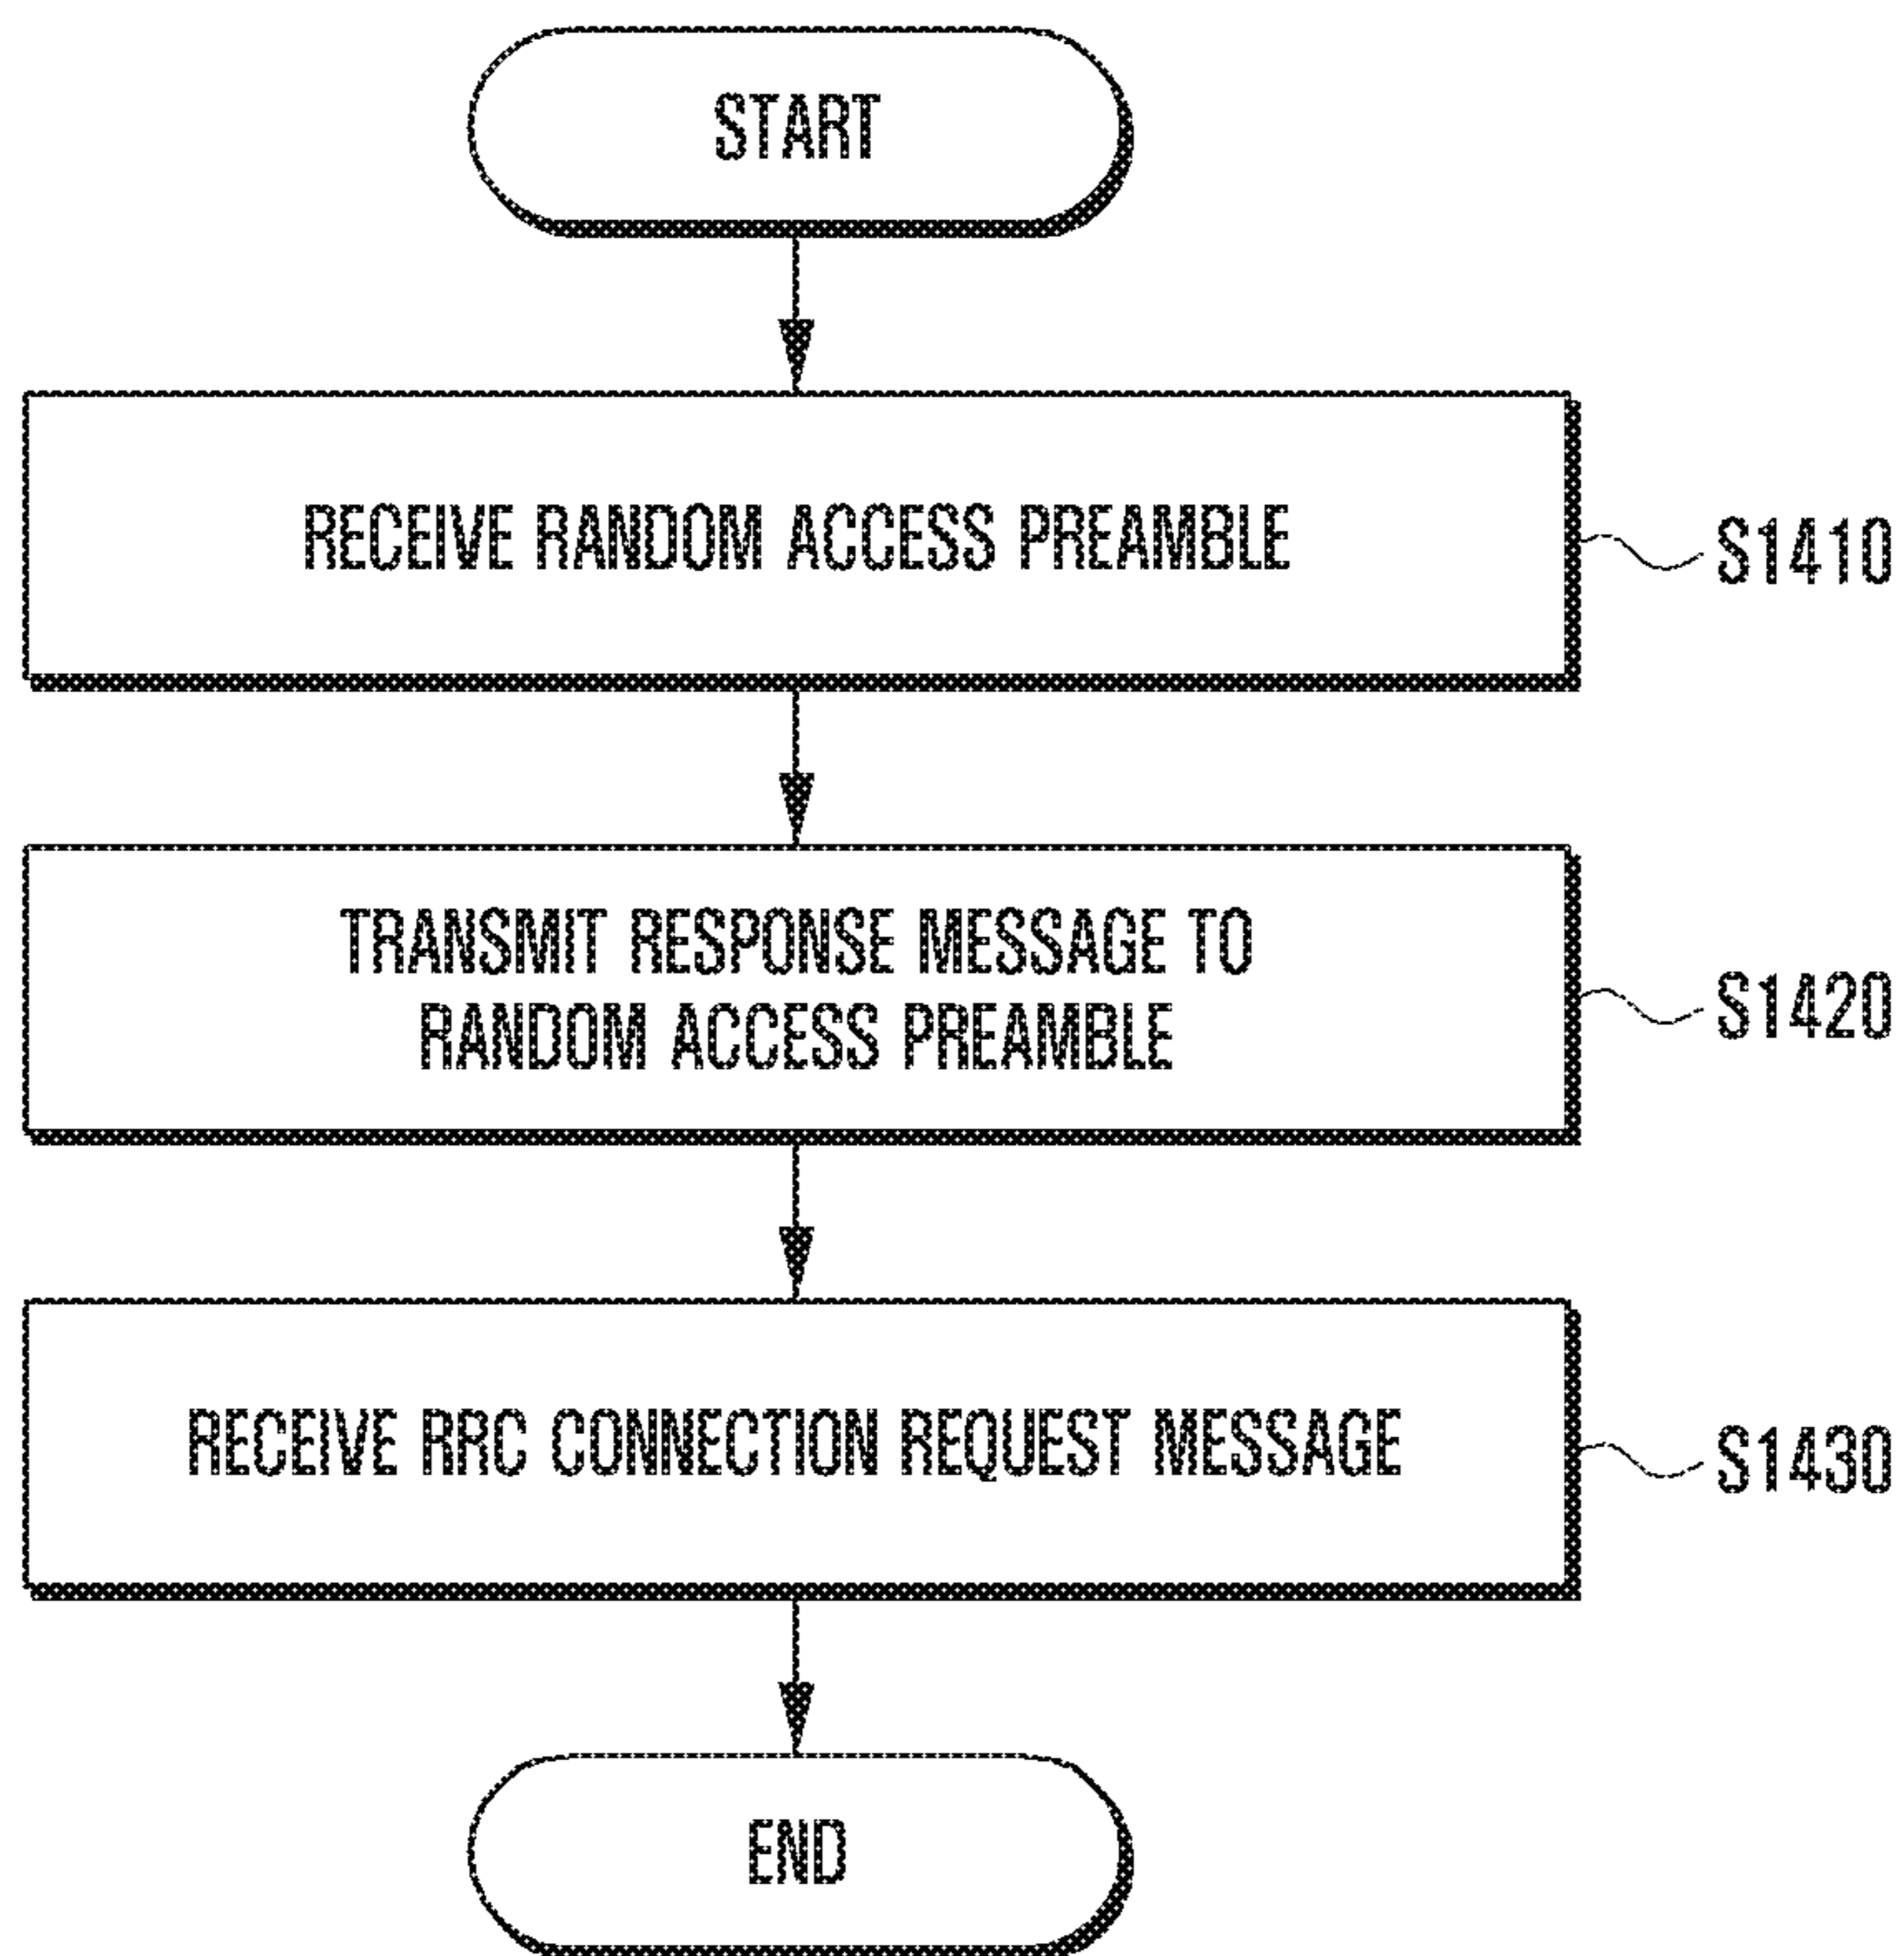 START
RECEIVE RANDOM ACCESS PREAMBLE
S1410
TRANSMIT RESPONSE MESSAGE TO
RANDOM ACCESS PREAMBLE
S1420
RECEIVE RRC CONNECTION REQUEST MESSAGE
S1430
END